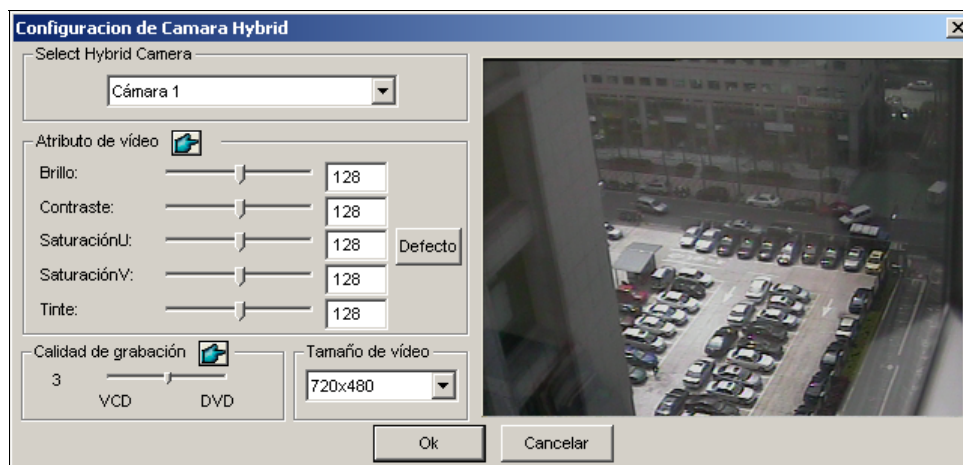 Configuracion de Camara Hybrid
Select Hybrid Camera
Cámara 1
Atributo de vídeo
Brillo: 128
Contraste: 128
SaturaciónU: 128
Defecto
SaturaciónV: 128
Tinte: 128
Calidad de grabación
3
VCD DVD
Tamaño de vídeo
720x480
Ok Cancelar